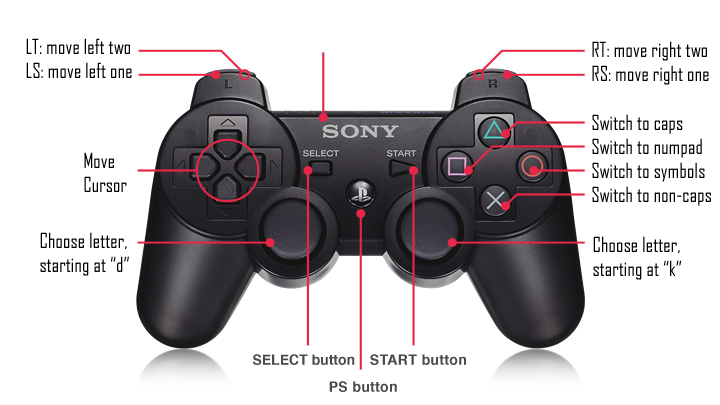 LT: move left two
LS: move left one
RT: move right two
RS: move right one
L
R
SONY
SELECT
START
Switch to caps
Switch to numpad
Switch to symbols
Switch to non-caps
Move
Cursor
Choose letter,
starting at “d”
Choose letter,
starting at “k”
SELECT button
START button
PS button